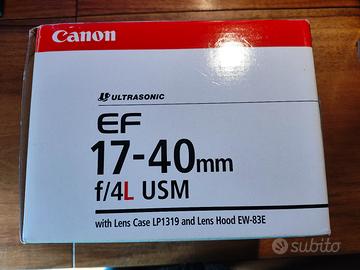 Canon
ULTRASONIC
EF
17-40mm
f/4L USM
with Lens Case LP1319 and Lens Hood EW-83E
subito